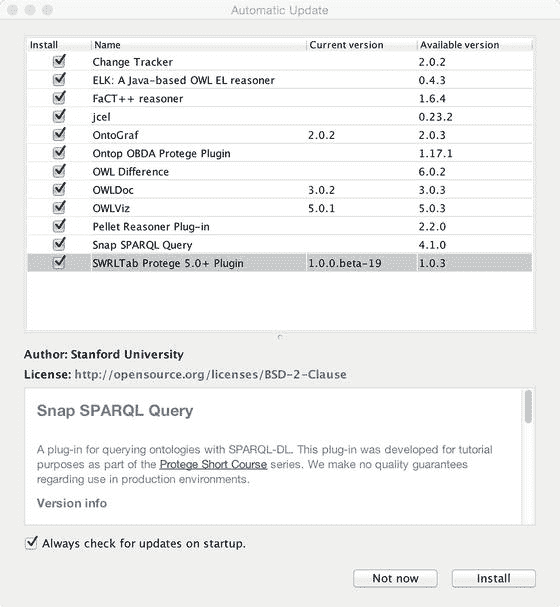 Automatic Update
Install Name Current version Available version
Change Tracker 2.0.2
ELK: A Java-based OWL EL reasoner 0.4.3
FaCT++ reasoner 1.6.4
jcel 0.23.2
OntoGraf 2.0.2 2.0.3
Ontop OBDA Protege Plugin 1.17.1
OWL Difference 6.0.2
OWLDoc 3.0.2 3.0.3
OWLViz 5.0.1 5.0.3
Pellet Reasoner Plug-in 2.2.0
Snap SPARQL Query 4.1.0
SWRLTab Protege 5.0+ Plugin 1.0.0.beta-19 1.0.3
Author: Stanford University
License: http://opensource.org/licenses/BSD-2-Clause
Snap SPARQL Query
A plug-in for querying ontologies with SPARQL-DL. This plug-in was developed for tutorial
purposes as part of the Protege Short Course series. We make no quality guarantees
regarding use in production environments.
Version info
Always check for updates on startup.
Not now Install